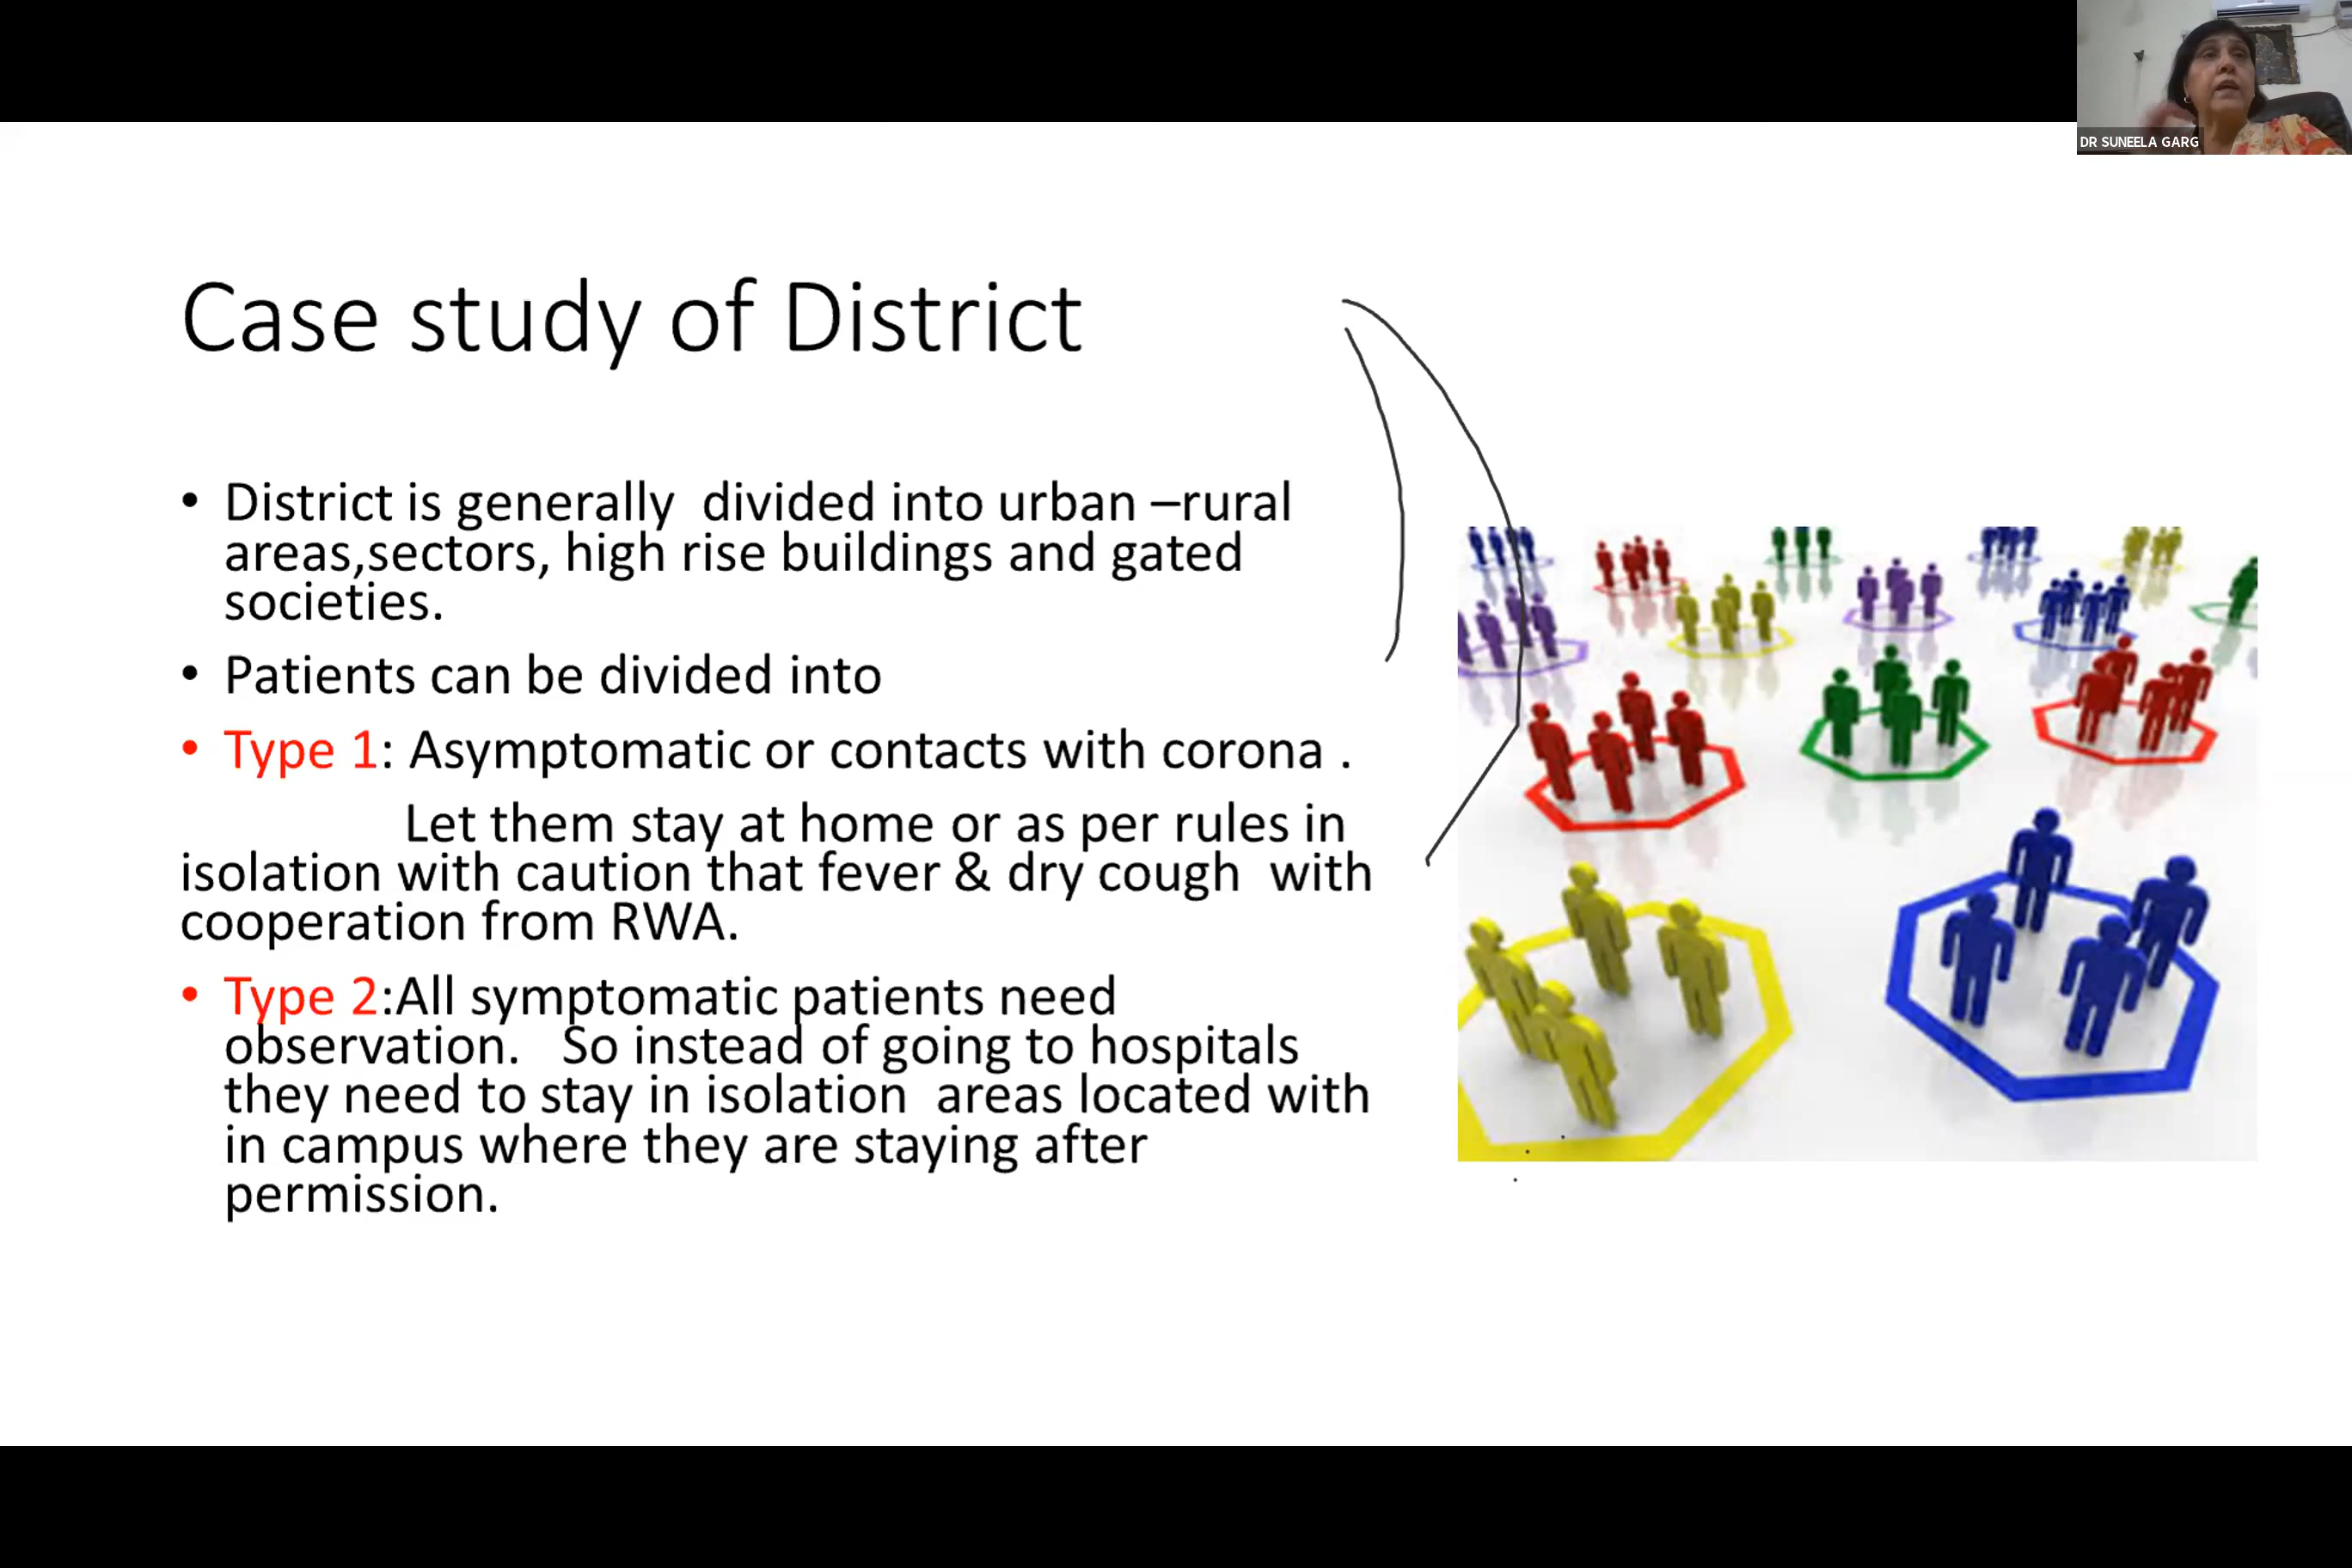 DR SUNEELA GARG
Case study of District
• District is generally divided into urban –rural
areas,sectors, high rise buildings and gated
societies.
• Patients can be divided into
• Type 1: Asymptomatic or contacts with corona .
Let them stay at home or as per rules in
isolation with caution that fever & dry cough with
cooperation from RWA.
• Type 2:All symptomatic patients need
observation. So instead of going to hospitals
they need to stay in isolation areas located with
in campus where they are staying after
permission.